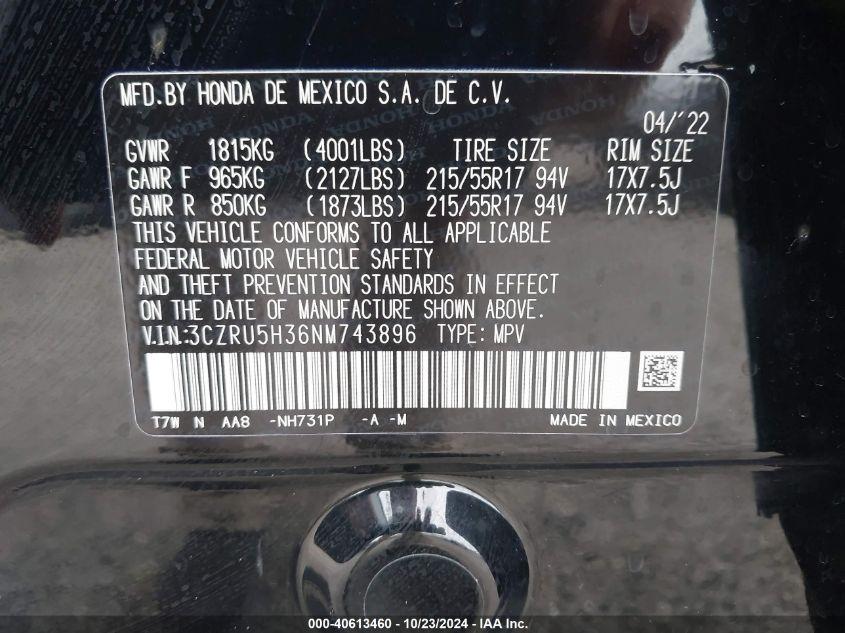 MFD.BY HONDA DE MEXICO S.A. DE C.V.
04/'22
GVWR 1815KG (4001LBS) TIRE SIZE RIM SIZE
GAWR F 965KG (2127LBS) 215/55R17 94V 17X7.5J
GAWR R 850KG (1873LBS) 215/55R17 94V 17X7.5J
THIS VEHICLE CONFORMS TO ALL APPLICABLE
FEDERAL MOTOR VEHICLE SAFETY
AND THEFT PREVENTION STANDARDS IN EFFECT
ON THE DATE OF MANUFACTURE SHOWN ABOVE.
V.I.N:3CZRU5H36NM743896 TYPE: MPV
T7W N AA8 -NH731P -A -M MADE IN MEXICO
000-40613460 - 10/23/2024 - IAA Inc.